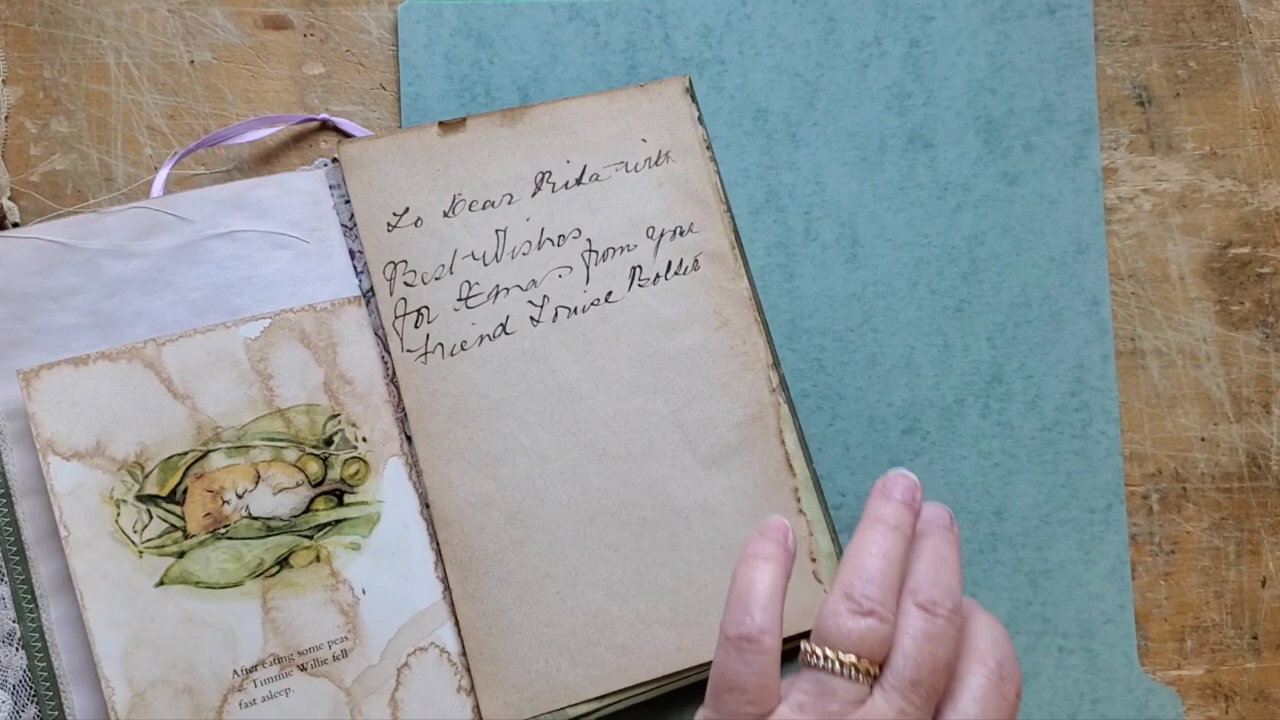 To Dear Rita with
Best Wishes
for Xmas from your
friend Louise
After eating some peas
Timmie Willie fell
fast asleep.